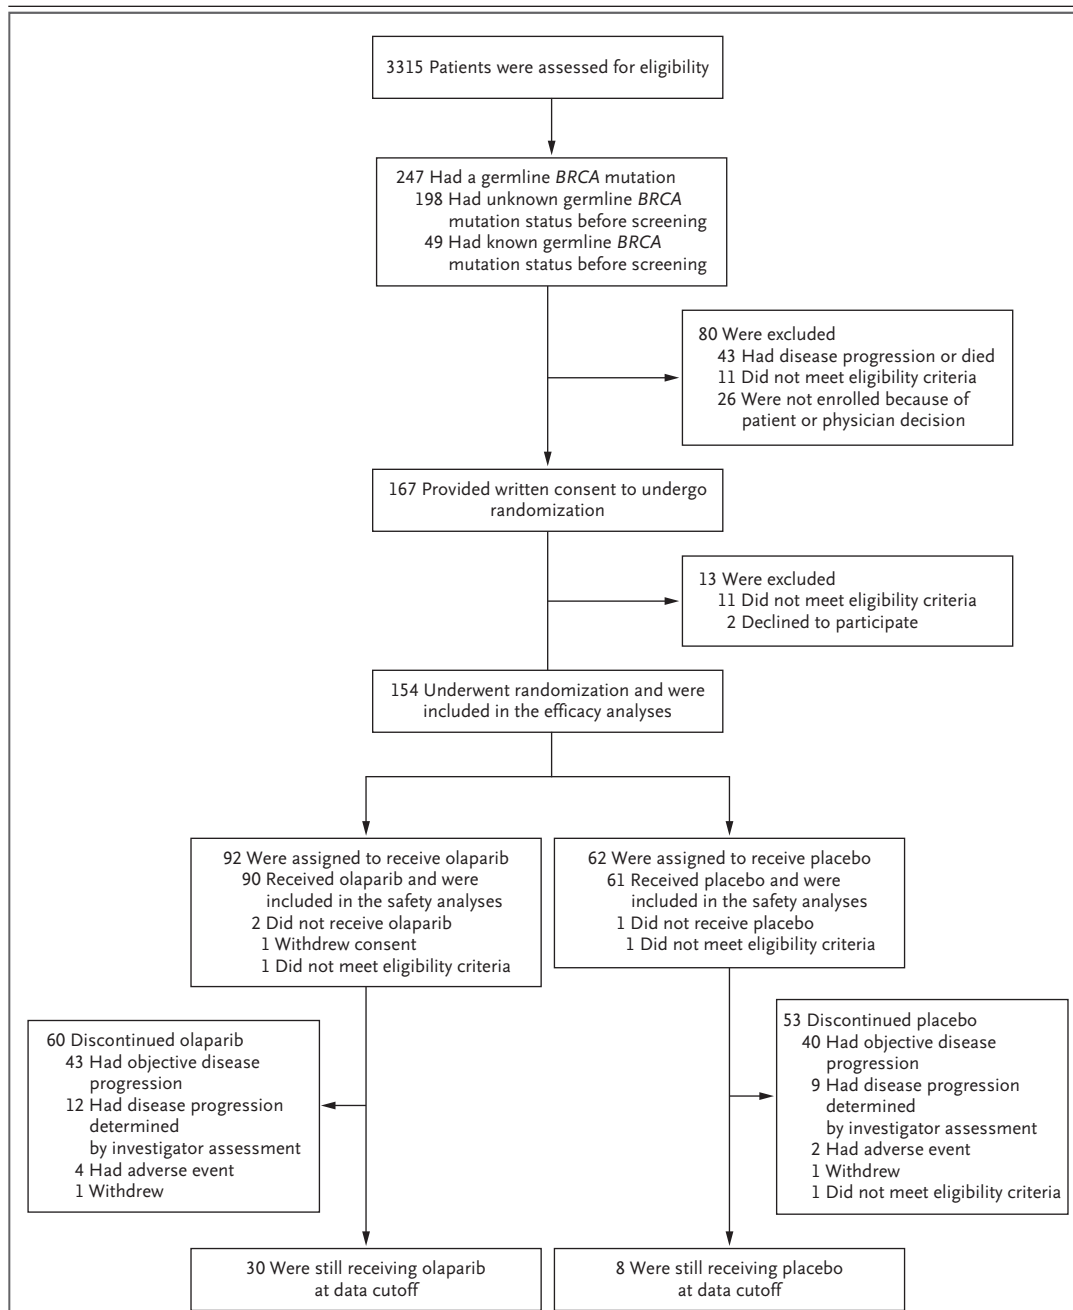 3315 Patients were assessed for eligibility
247 Had a germline BRCA mutation
198 Had unknown germline BRCA
mutation status before screening
49 Had known germline BRCA
mutation status before screening
80 Were excluded
43 Had disease progression or died
11 Did not meet eligibility criteria
26 Were not enrolled because of
patient or physician decision
167 Provided written consent to undergo
randomization
13 Were excluded
11 Did not meet eligibility criteria
2 Declined to participate
154 Underwent randomization and were
included in the efficacy analyses
92 Were assigned to receive olaparib
90 Received olaparib and were
included in the safety analyses
2 Did not receive olaparib
1 Withdrew consent
1 Did not meet eligibility criteria
62 Were assigned to receive placebo
61 Received placebo and were
included in the safety analyses
1 Did not receive placebo
1 Did not meet eligibility criteria
60 Discontinued olaparib
43 Had objective disease
progression
12 Had disease progression
determined
by investigator assessment
4 Had adverse event
1 Withdrew
53 Discontinued placebo
40 Had objective disease
progression
9 Had disease progression
determined
by investigator assessment
2 Had adverse event
1 Withdrew
1 Did not meet eligibility criteria
30 Were still receiving olaparib
at data cutoff
8 Were still receiving placebo
at data cutoff